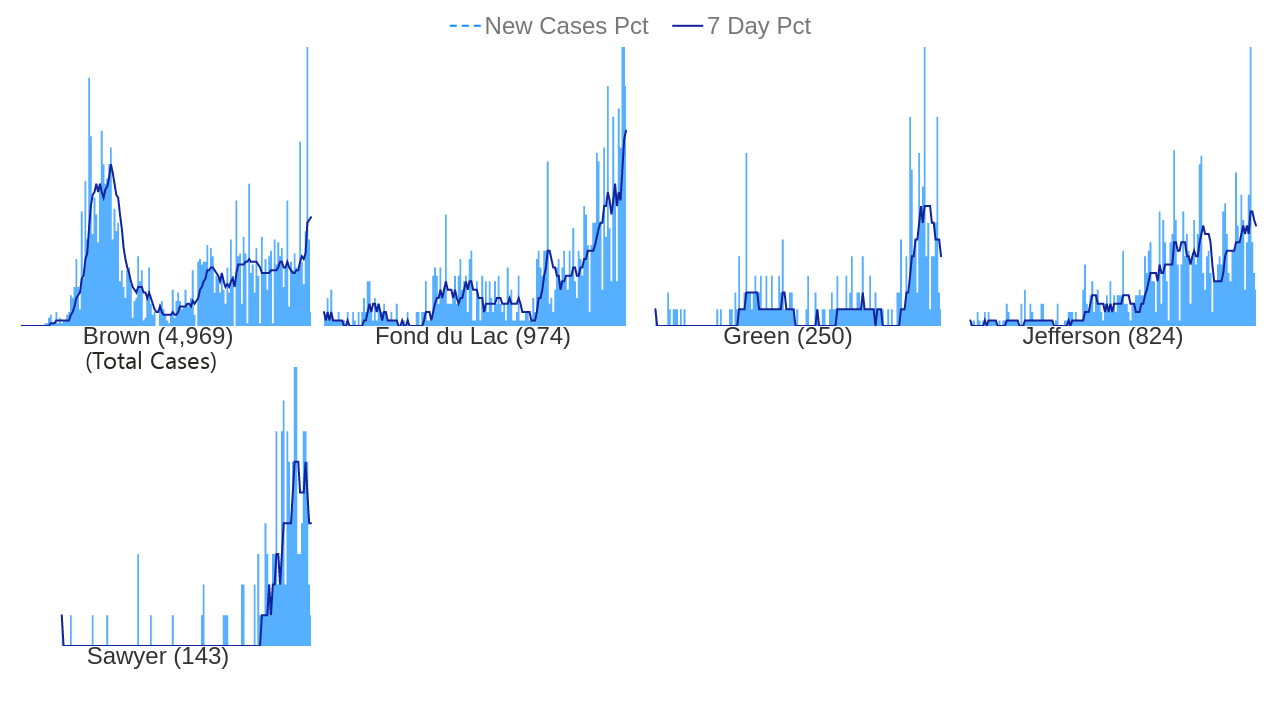 New Cases Pct 7 Day Pct
Brown (4,969) Fond du Lac (974) Green (250) Jefferson (824)
(Total Cases)
Sawyer (143)